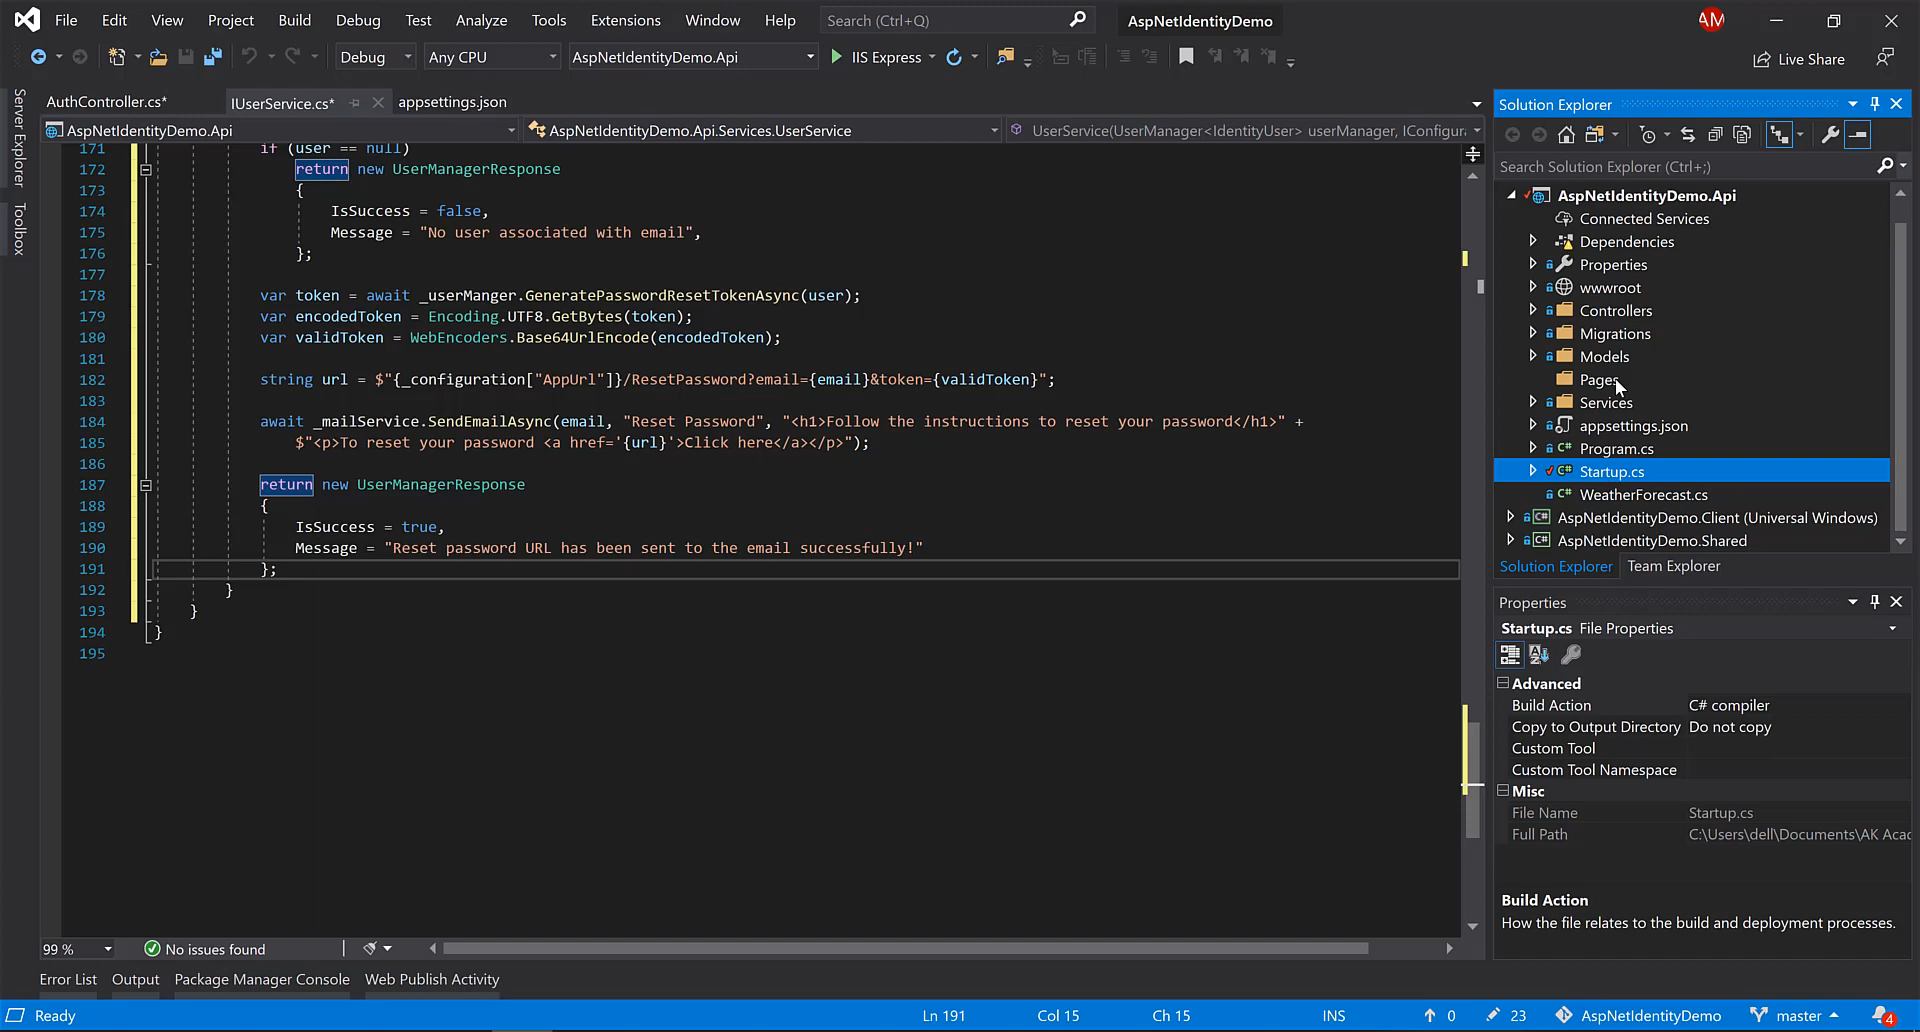 File Edit View Project Build Debug Test Analyze Tools Extensions Window Help Search (Ctrl+Q) AspNetIdentityDemo AM
Debug Any CPU AspNetIdentityDemo.Api IIS Express Live Share
Server Explorer
Toolbox
AuthController.cs* IUserService.cs* appsettings.json
AspNetIdentityDemo.Api AspNetIdentityDemo.Api.Services.UserService UserService(UserManager<IdentityUser> userManager, IConfigura
171 if (user == null)
172 return new UserManagerResponse
173 {
174 IsSuccess = false,
175 Message = "No user associated with email",
176 };
177
178 var token = await _userManger.GeneratePasswordResetTokenAsync(user);
179 var encodedToken = Encoding.UTF8.GetBytes(token);
180 var validToken = WebEncoders.Base64UrlEncode(encodedToken);
181
182 string url = $"{_configuration["AppUrl"]}/ResetPassword?email={email}&token={validToken}";
183
184 await _mailService.SendEmailAsync(email, "Reset Password", "<h1>Follow the instructions to reset your password</h1>" +
185 $"<p>To reset your password <a href='{url}'>Click here</a></p>");
186
187 return new UserManagerResponse
188 {
189 IsSuccess = true,
190 Message = "Reset password URL has been sent to the email successfully!"
191 };
192 }
193 }
194 }
195
99 % No issues found
Error List Output Package Manager Console Web Publish Activity
Solution Explorer
Search Solution Explorer (Ctrl+;)
AspNetIdentityDemo.Api
Connected Services
Dependencies
Properties
wwwroot
Controllers
Migrations
Models
Pages
Services
appsettings.json
Program.cs
Startup.cs
WeatherForecast.cs
AspNetIdentityDemo.Client (Universal Windows)
AspNetIdentityDemo.Shared
Solution Explorer Team Explorer
Properties
Startup.cs File Properties
Advanced
Build Action C# compiler
Copy to Output Directory Do not copy
Custom Tool
Custom Tool Namespace
Misc
File Name Startup.cs
Full Path C:\Users\dell\Documents\AK Acad
Build Action
How the file relates to the build and deployment processes.
Ready Ln 191 Col 15 Ch 15 INS 0 23 AspNetIdentityDemo master 4